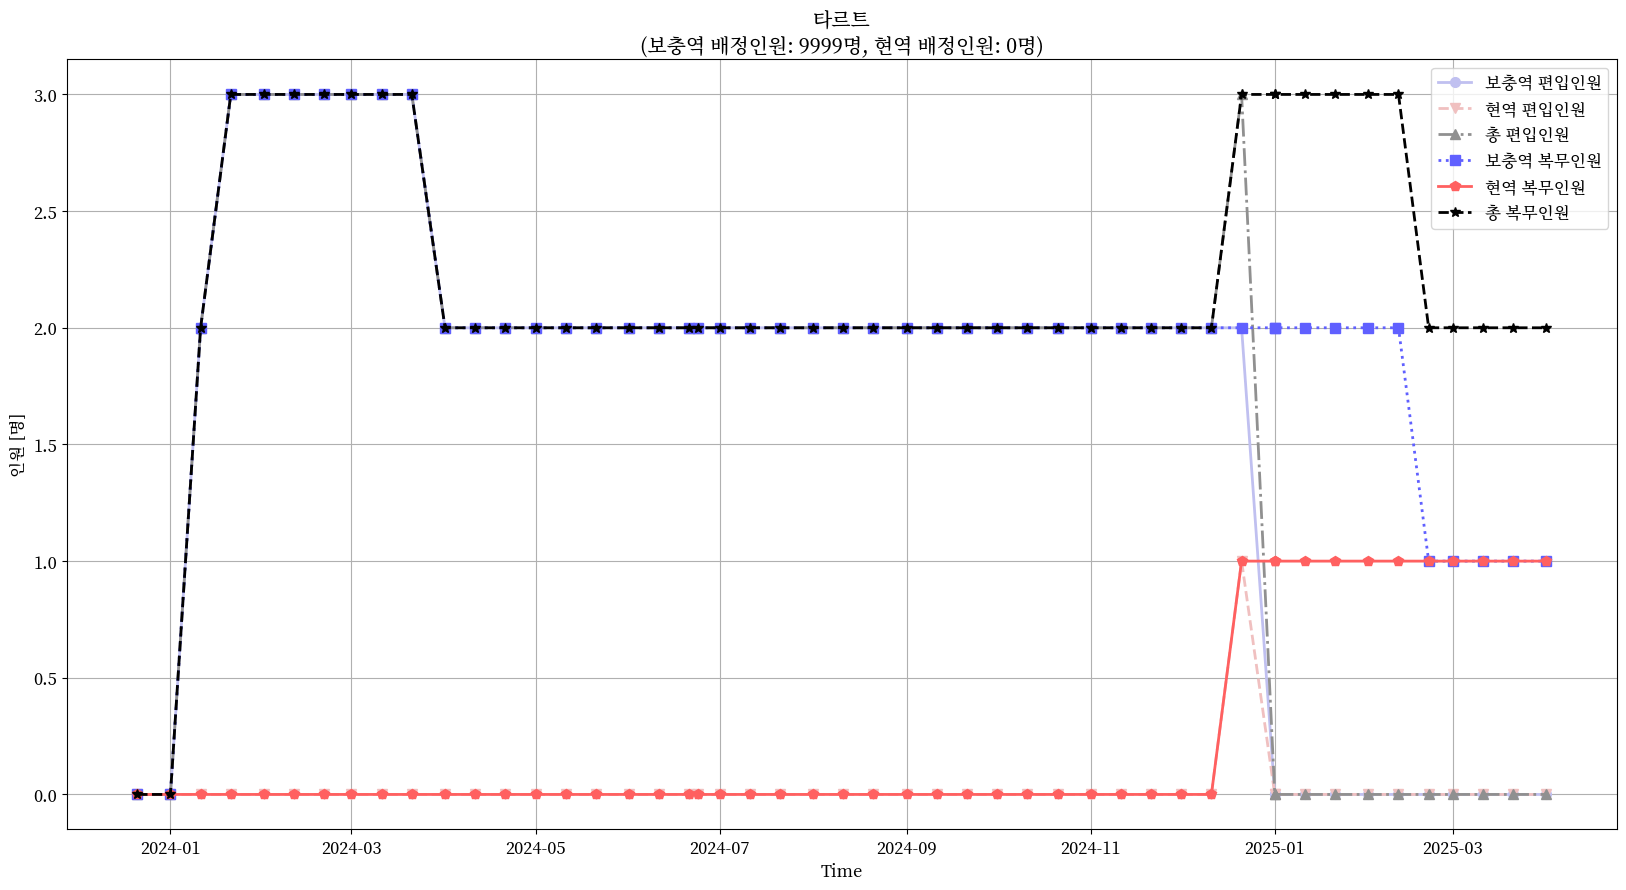 타르트
(보충역 배정인원: 9999명, 현역 배정인원: 0명)
보충역 편입인원
현역 편입인원
총 편입인원
보충역 복무인원
현역 복무인원
총 복무인원
인원 [명]
3.0
2.5
2.0
1.5
1.0
0.5
0.0
2024-01
2024-03
2024-05
2024-07
2024-09
2024-11
2025-01
2025-03
Time